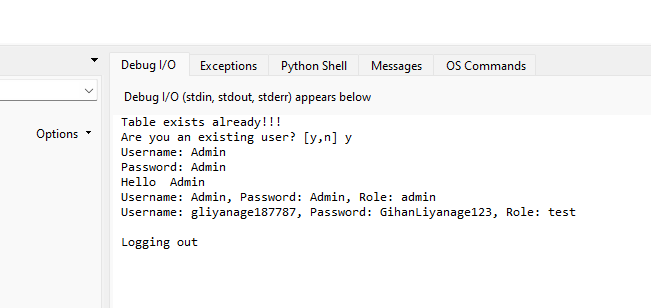 Debug I/O Exceptions Python Shell Messages OS Commands
Debug I/O (stdin, stdout, stderr) appears below
Options
Table exists already!!!
Are you an existing user? [y,n] y
Username: Admin
Password: Admin
Hello  Admin
Username: Admin, Password: Admin, Role: admin
Username: gliyanage187787, Password: GihanLiyanage123, Role: test
Logging out